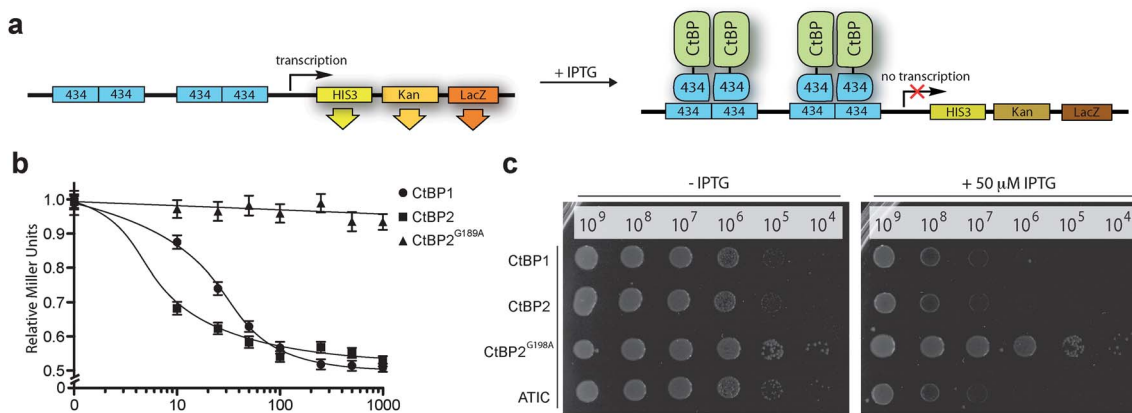 a
transcription
434 434 434 434 HIS3 Kan LacZ
+ IPTG
CtBP CtBP CtBP CtBP
434 434 434 434
no transcription
434 434 434 434 HIS3 Kan LacZ
b
CtBP1
CtBP2
CtBP2G189A
Relative Miller Units
1.0
0.9
0.8
0.7
0.6
0.5
0
0 10 100 1000
c
- IPTG
+ 50 µM IPTG
10⁹ 10⁸ 10⁷ 10⁶ 10⁵ 10⁴
10⁹ 10⁸ 10⁷ 10⁶ 10⁵ 10⁴
CtBP1
CtBP2
CtBP2G198A
ATIC